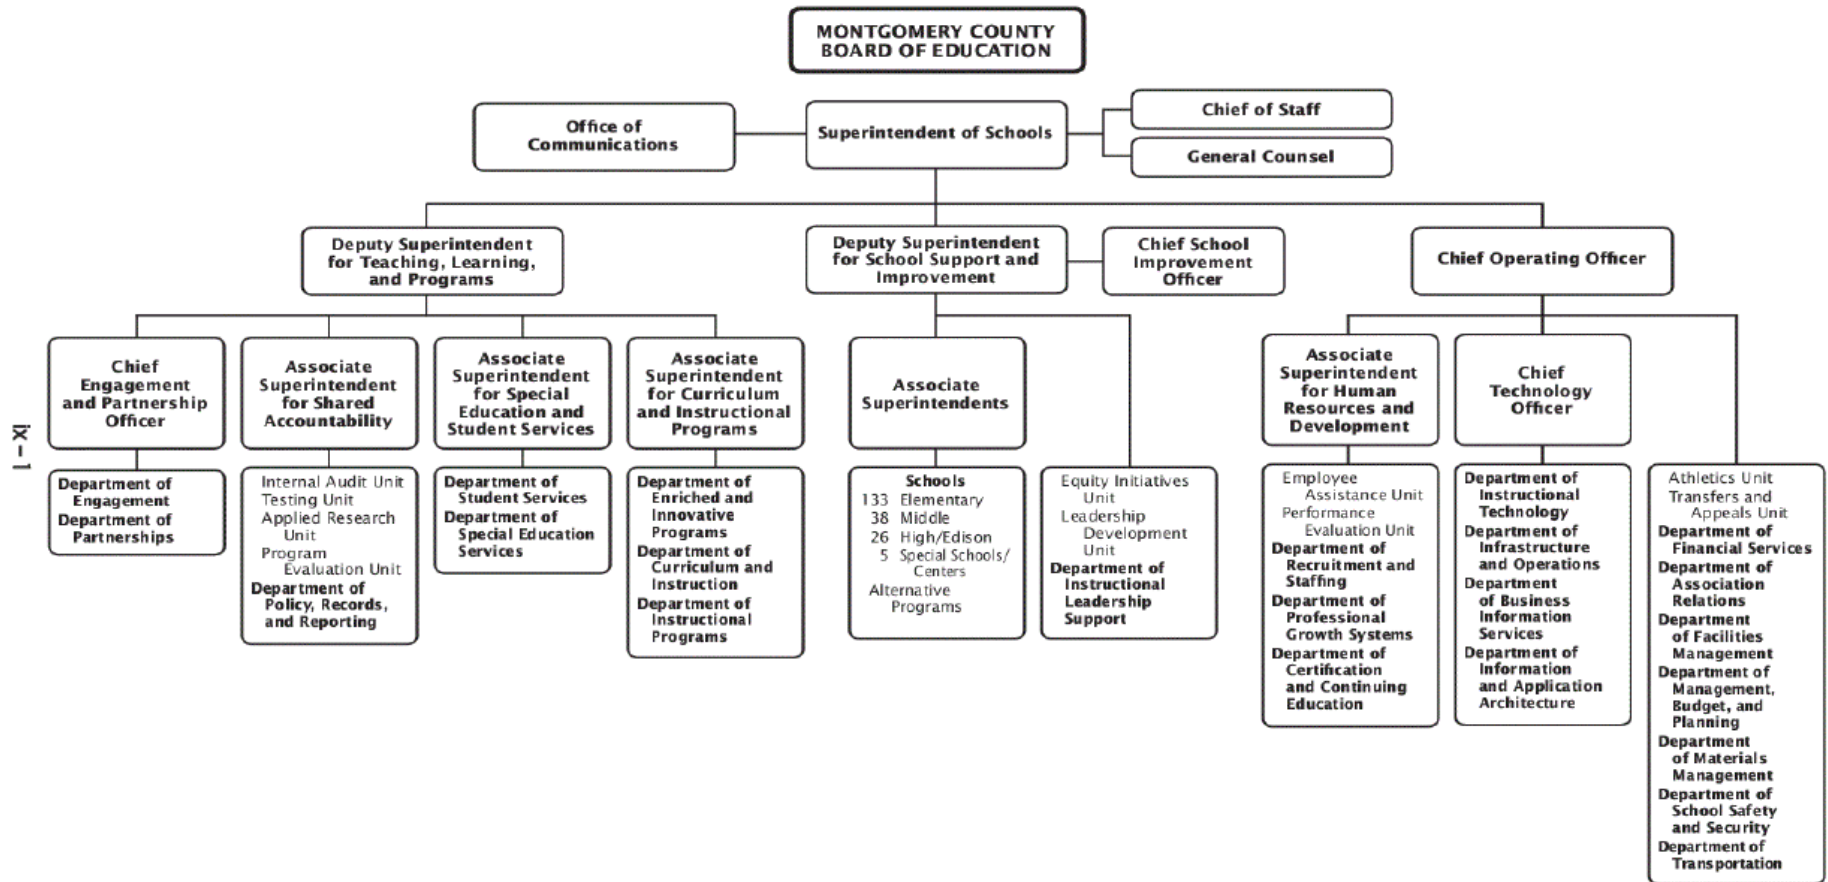 MONTGOMERY COUNTY
BOARD OF EDUCATION
Office of
Communications
Superintendent of Schools
Chief of Staff
General Counsel
Deputy Superintendent
for Teaching, Learning,
and Programs
Deputy Superintendent
for School Support and
Improvement
Chief School
Improvement
Officer
Chief Operating Officer
Chief
Engagement
and Partnership
Officer
Associate
Superintendent
for Shared
Accountability
Associate
Superintendent
for Special
Education and
Student Services
Associate
Superintendent
for Curriculum
and Instructional
Programs
Associate
Superintendents
Associate
Superintendent
for Human
Resources and
Development
Chief
Technology
Officer
Department of
Engagement
Department of
Partnerships
Internal Audit Unit
Testing Unit
Applied Research
Unit
Program
Evaluation Unit
Department of
Policy, Records,
and Reporting
Department of
Student Services
Department of
Special Education
Services
Department of
Enriched and
Innovative
Programs
Department of
Curriculum and
Instruction
Department of
Instructional
Programs
Schools
133 Elementary
38 Middle
26 High/Edison
5 Special Schools/
Centers
Alternative
Programs
Equity Initiatives
Unit
Leadership
Development
Unit
Department of
Instructional
Leadership
Support
Employee
Assistance Unit
Performance
Evaluation Unit
Department of
Recruitment and
Staffing
Department of
Professional
Growth Systems
Department of
Certification
and Continuing
Education
Department of
Instructional
Technology
Department of
Infrastructure
and Operations
Department
of Business
Information
Services
Department of
Information
and Application
Architecture
Athletics Unit
Transfers and
Appeals Unit
Department of
Financial Services
Department of
Association
Relations
Department
of Facilities
Management
Department of
Management,
Budget, and
Planning
Department
of Materials
Management
Department of
School Safety
and Security
Department of
Transportation
ix – 1